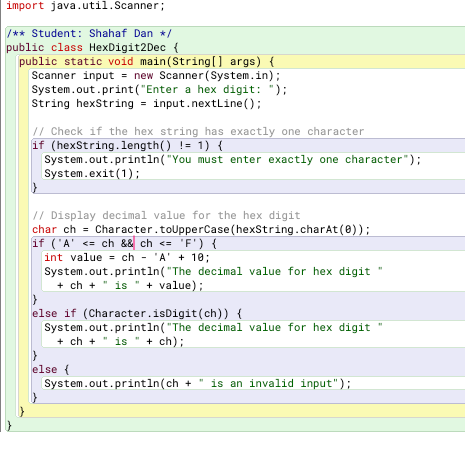 import java.util.Scanner;
/** Student: Shahaf Dan */
public class HexDigit2Dec {
public static void main(String[] args) {
Scanner input = new Scanner(System.in);
System.out.print("Enter a hex digit: ");
String hexString = input.nextLine();
// Check if the hex string has exactly one character
if (hexString.length() != 1) {
System.out.println("You must enter exactly one character");
System.exit(1);
}
// Display decimal value for the hex digit
char ch = Character.toUpperCase(hexString.charAt(0));
if ('A' <= ch && ch <= 'F') {
int value = ch - 'A' + 10;
System.out.println("The decimal value for hex digit "
+ ch + " is " + value);
}
else if (Character.isDigit(ch)) {
System.out.println("The decimal value for hex digit "
+ ch + " is " + ch);
}
else {
System.out.println(ch + " is an invalid input");
}
}
}